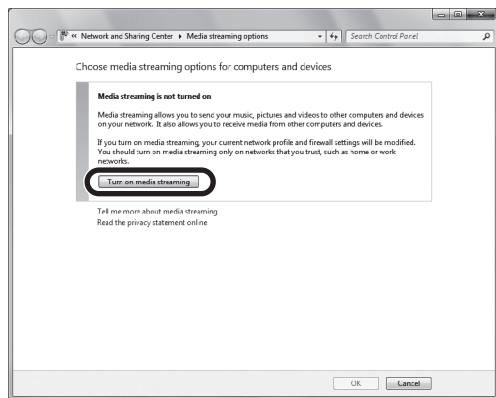 « Network and Sharing Center ▸ Media streaming options
Search Control Panel
Choose media streaming options for computers and devices
Media streaming is not turned on
Media streaming allows you to send your music, pictures and videos to other computers and devices
on your network. It also allows you to receive media from other computers and devices.
If you turn on media streaming, your current network profile and firewall settings will be modified.
You should turn on media streaming only on networks that you trust, such as home or work
networks.
Turn on media streaming
Tell me more about media streaming
Read the privacy statement online
OK
Cancel